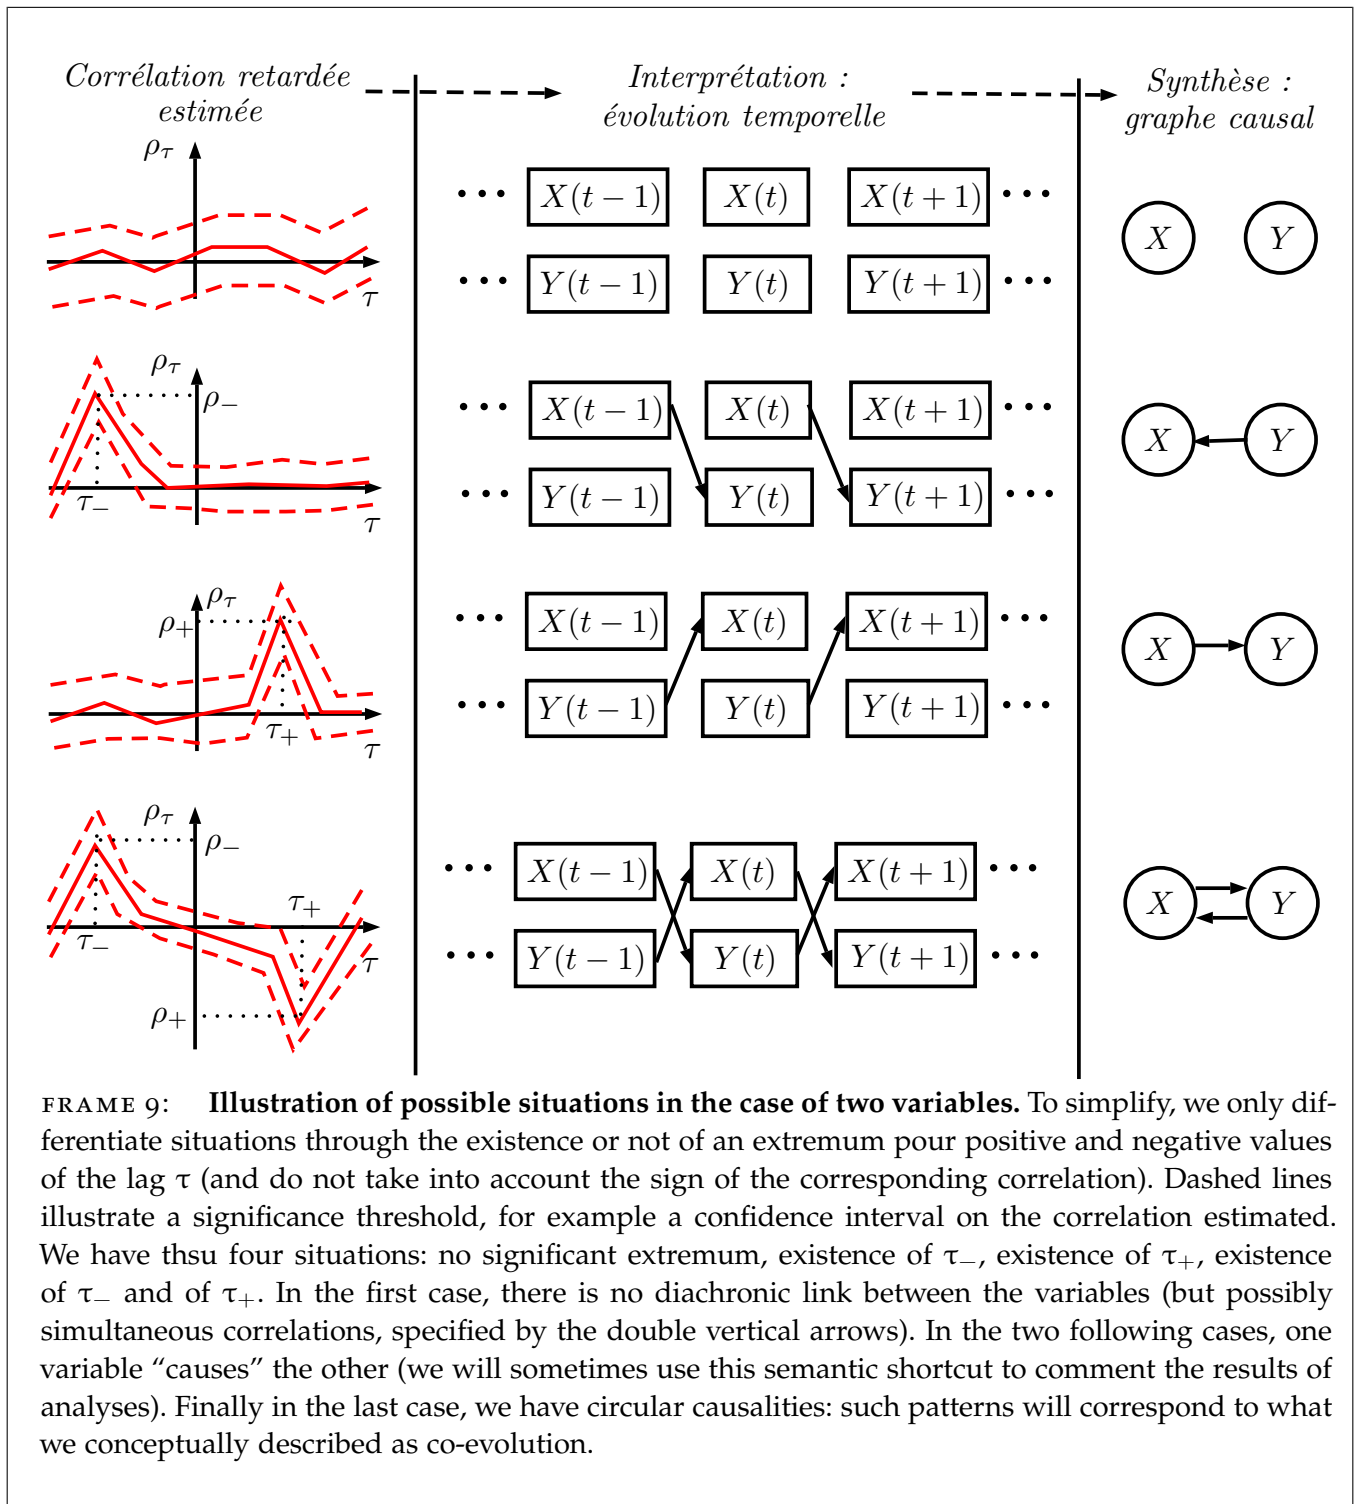 Corrélation retardée
estimée
Interprétation :
évolution temporelle
Synthèse :
graphe causal
ρτ
τ
··· X(t − 1) X(t) X(t + 1) ···
··· Y(t − 1) Y(t) Y(t + 1) ···
X Y
ρτ
ρ−
τ−
τ
··· X(t − 1) X(t) X(t + 1) ···
··· Y(t − 1) Y(t) Y(t + 1) ···
X Y
ρτ
ρ+
τ+
τ
··· X(t − 1) X(t) X(t + 1) ···
··· Y(t − 1) Y(t) Y(t + 1) ···
X Y
ρτ
ρ−
τ+
τ−
τ
ρ+
··· X(t − 1) X(t) X(t + 1) ···
··· Y(t − 1) Y(t) Y(t + 1) ···
X Y
FRAME 9: Illustration of possible situations in the case of two variables. To simplify, we only dif-
ferentiate situations through the existence or not of an extremum pour positive and negative values
of the lag τ (and do not take into account the sign of the corresponding correlation). Dashed lines
illustrate a significance threshold, for example a confidence interval on the correlation estimated.
We have thsu four situations: no significant extremum, existence of τ−, existence of τ+, existence
of τ− and of τ+. In the first case, there is no diachronic link between the variables (but possibly
simultaneous correlations, specified by the double vertical arrows). In the two following cases, one
variable “causes” the other (we will sometimes use this semantic shortcut to comment the results of
analyses). Finally in the last case, we have circular causalities: such patterns will correspond to what
we conceptually described as co-evolution.